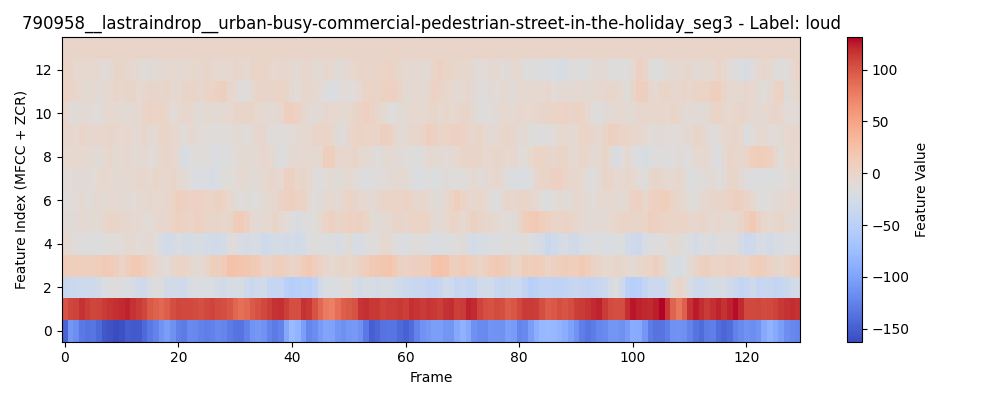 790958__lastraindrop__urban-busy-commercial-pedestrian-street-in-the-holiday_seg3 - Label: loud
Feature Index (MFCC + ZCR)
12
10
8
6
4
2
0
0 20 40 60 80 100 120
Frame
100
50
0
−50
−100
−150
Feature Value